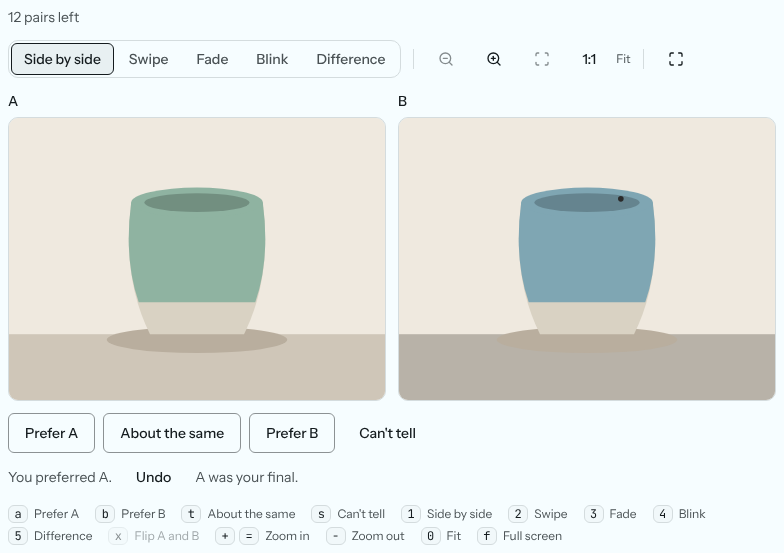 12 pairs left
Side by side Swipe Fade Blink Difference 1:1 Fit
A B
Prefer A About the same Prefer B Can't tell
You preferred A. Undo A was your final.
a Prefer A b Prefer B t About the same s Can't tell 1 Side by side 2 Swipe 3 Fade 4 Blink
5 Difference x Flip A and B + = Zoom in - Zoom out 0 Fit f Full screen